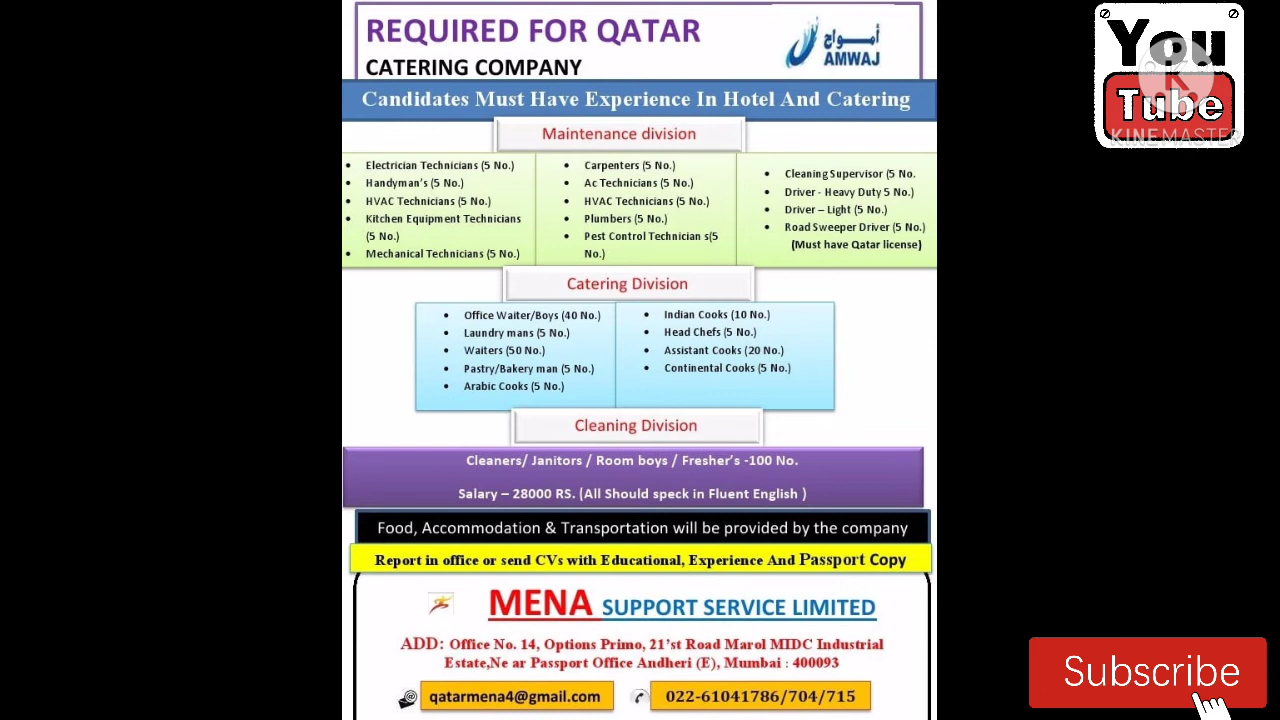 REQUIRED FOR QATAR
CATERING COMPANY
أمـــواج
AMWAJ
Candidates Must Have Experience In Hotel And Catering
Maintenance division
Electrician Technicians (5 No.)
Handyman's (5 No.)
HVAC Technicians (5 No.)
Kitchen Equipment Technicians
(5 No.)
Mechanical Technicians (5 No.)
Carpenters (5 No.)
Ac Technicians (5 No.)
HVAC Technicians (5 No.)
Plumbers (5 No.)
Pest Control Technician s(5
No.)
Cleaning Supervisor (5 No.
Driver - Heavy Duty 5 No.)
Driver – Light (5 No.)
Road Sweeper Driver (5 No.)
(Must have Qatar license)
Catering Division
Office Waiter/Boys (40 No.)
Laundry mans (5 No.)
Waiters (50 No.)
Pastry/Bakery man (5 No.)
Arabic Cooks (5 No.)
Indian Cooks (10 No.)
Head Chefs (5 No.)
Assistant Cooks (20 No.)
Continental Cooks (5 No.)
Cleaning Division
Cleaners/ Janitors / Room boys / Fresher's -100 No.
Salary – 28000 RS. (All Should speck in Fluent English )
Food, Accommodation & Transportation will be provided by the company
Report in office or send CVs with Educational, Experience And Passport Copy
MENA SUPPORT SERVICE LIMITED
ADD: Office No. 14, Options Primo, 21'st Road Marol MIDC Industrial
Estate,Ne ar Passport Office Andheri (E), Mumbai : 400093
qatarmena4@gmail.com
022-61041786/704/715
You
Tube
KINEMASTER
Subscribe